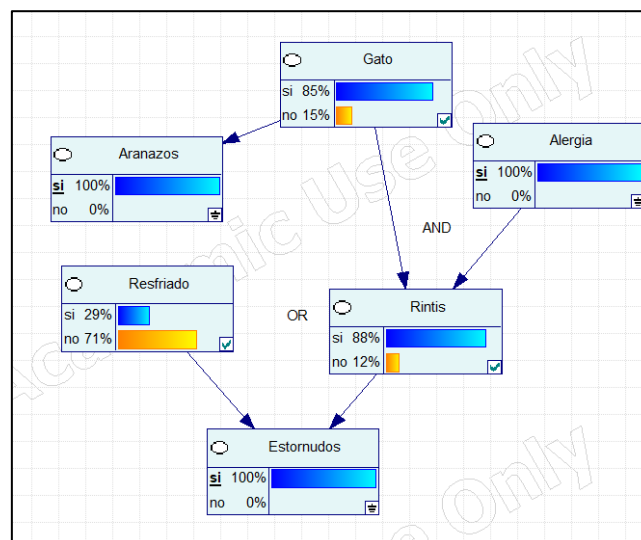 Gato
si 85%
no 15%
Aranazos
si 100%
no 0%
Alergia
si 100%
no 0%
AND
Resfriado
si 29%
no 71%
OR
Rintis
si 88%
no 12%
Estornudos
si 100%
no 0%
Academic Use Only
Use Only